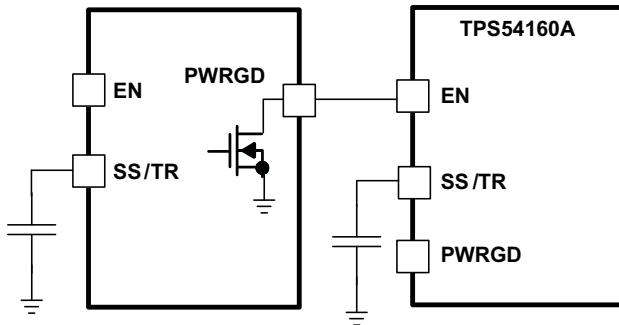 TPS54160A
PWRGD
EN
EN
SS/TR
SS/TR
PWRGD